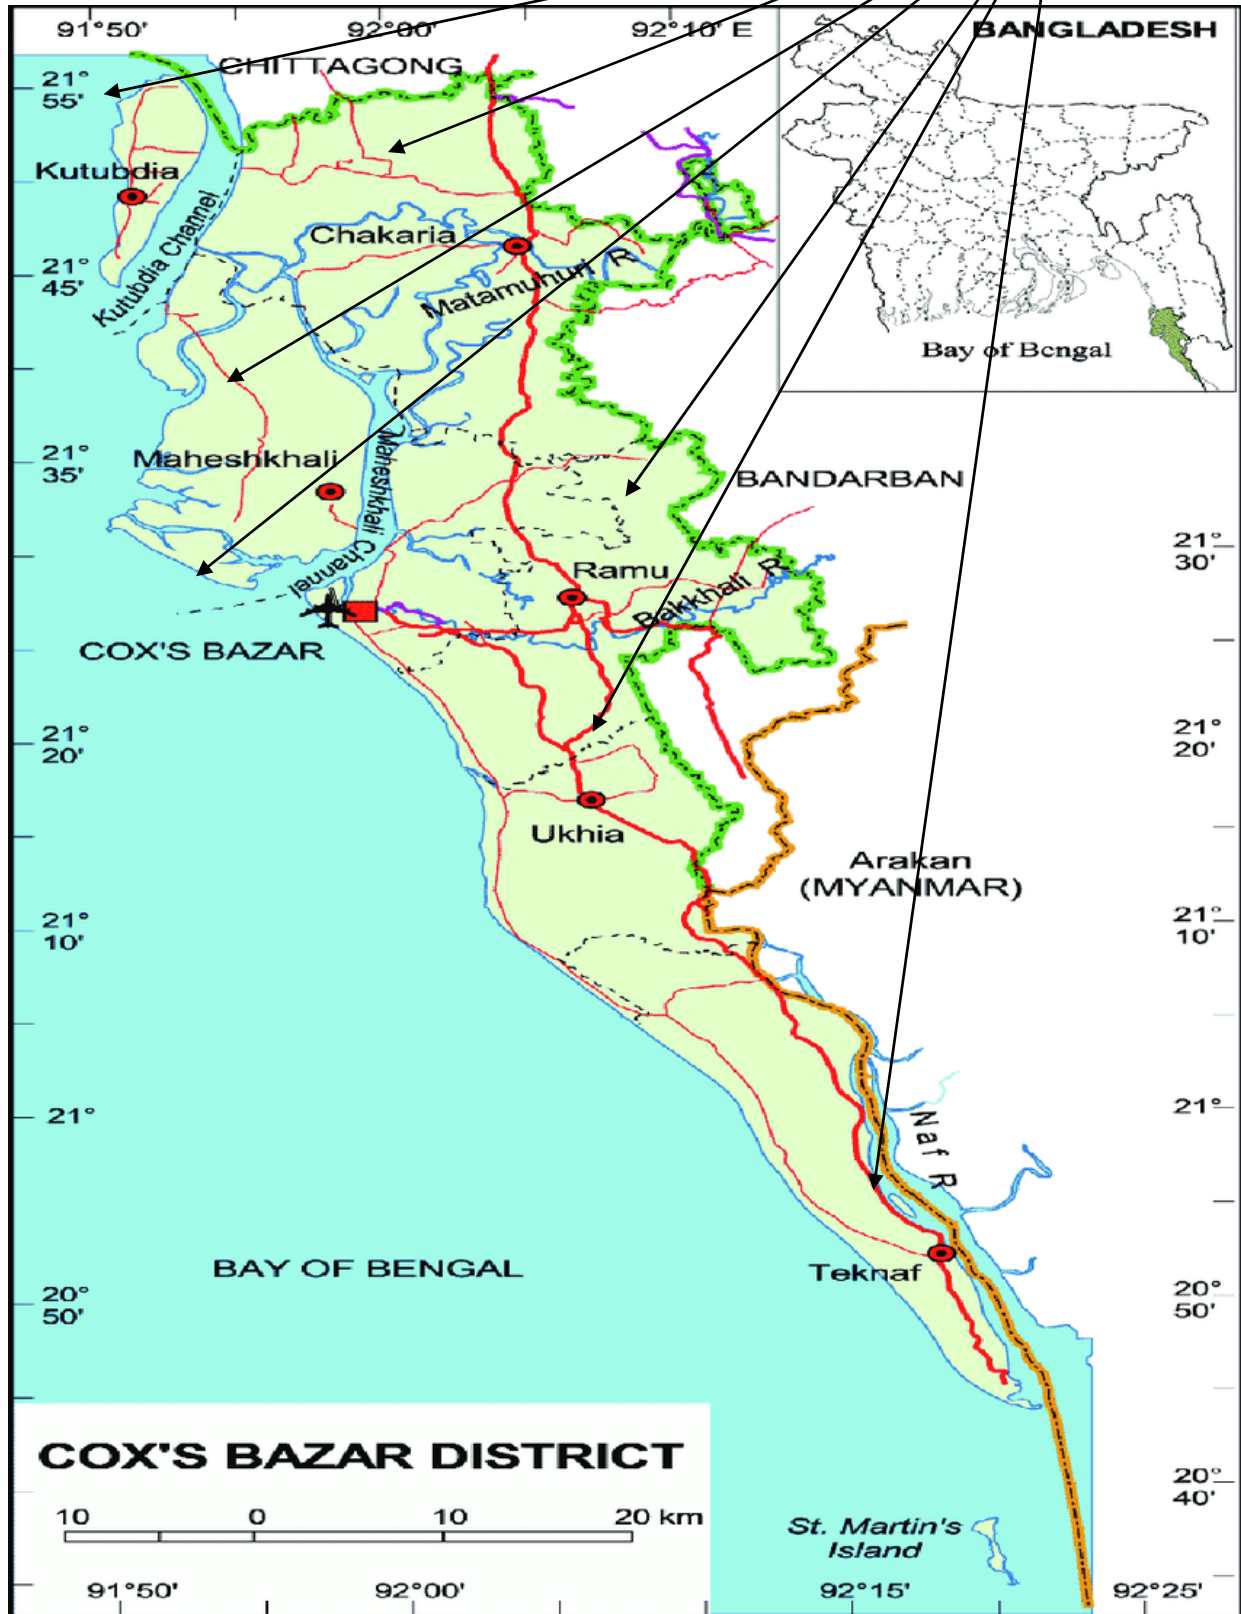 91°50'
92°00'
92°10' E
BANGLADESH
CHITTAGONG
21°
55'
Kutubdia
Kutubdia Channel
Chakaria
Matamuhuri R
21°
45'
Bay of Bengal
21°
35'
Maheshkhali
Maheshkhali Channel
BANDARBAN
21°
30'
Ramu
Bakkhali R
COX'S BAZAR
21°
20'
21°
20'
Ukhia
Arakan
(MYANMAR)
21°
10'
21°
10'
21°
21°
Naf R
BAY OF BENGAL
Teknaf
20°
50'
20°
50'
COX'S BAZAR DISTRICT
20°
40'
10 0 10 20 km
St. Martin's
Island
91°50'
92°00'
92°15'
92°25'